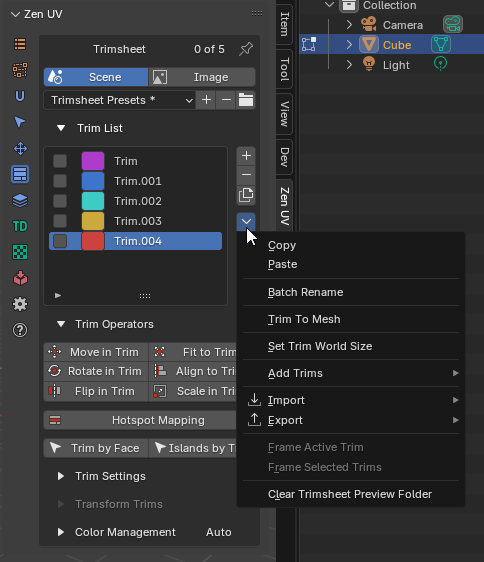 Zen UV
Trimsheet 0 of 5
Scene Image
Trimsheet Presets *
Trim List
Trim
Trim.001
Trim.002
Trim.003
Trim.004
Trim Operators
Move in Trim Fit to Trim
Rotate in Trim Align to Tri
Flip in Trim Scale in Tri
Hotspot Mapping
Trim by Face Islands by T
Trim Settings
Transform Trims
Color Management Auto
U
TD
Item
Tool
View
Dev
Zen UV
Collection
Camera
Cube
Light
Copy
Paste
Batch Rename
Trim To Mesh
Set Trim World Size
Add Trims
Import
Export
Frame Active Trim
Frame Selected Trims
Clear Trimsheet Preview Folder